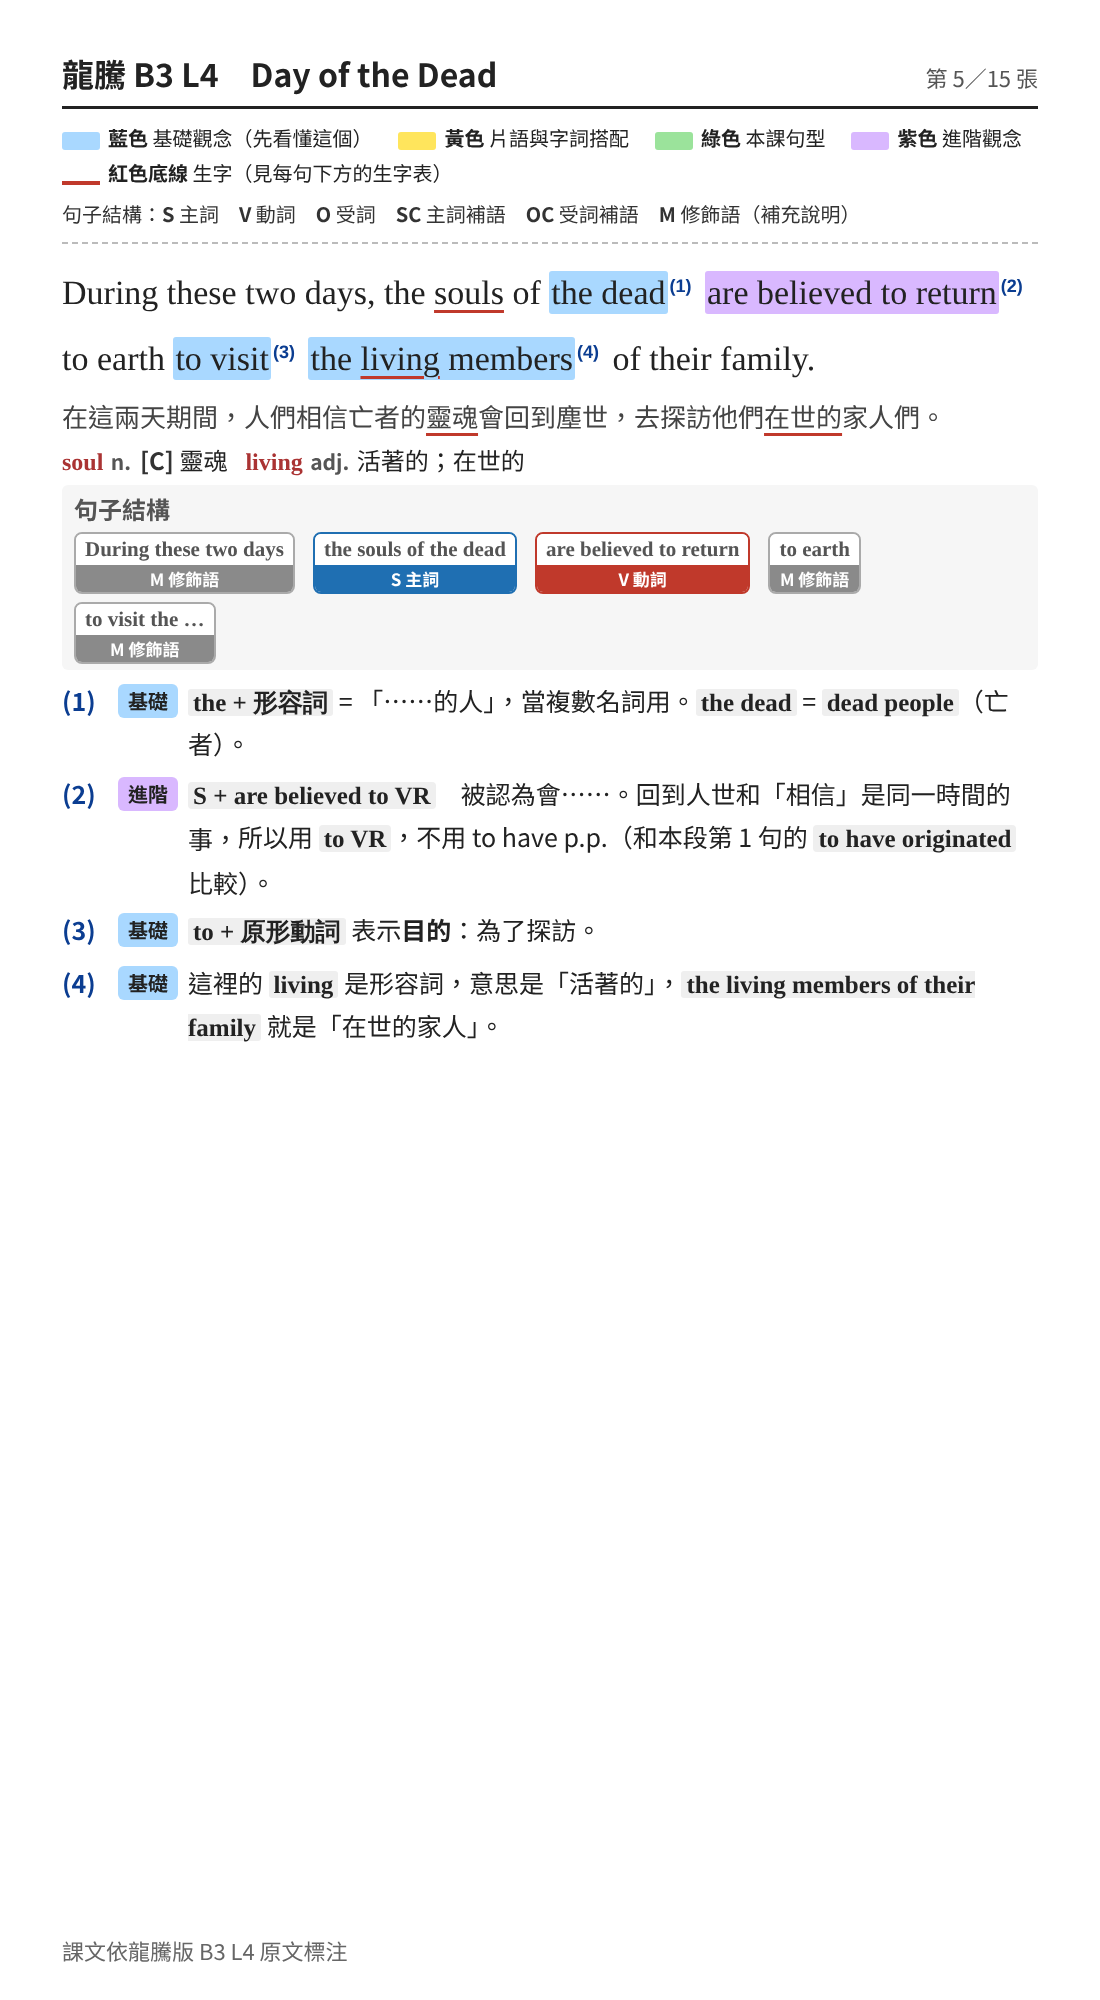 龍騰 B3 L4　Day of the Dead
第 5／15 張
藍色 基礎觀念（先看懂這個）　黃色 片語與字詞搭配　綠色 本課句型　紫色 進階觀念
紅色底線 生字（見每句下方的生字表）
句子結構：S 主詞　V 動詞　O 受詞　SC 主詞補語　OC 受詞補語　M 修飾語（補充說明）
During these two days, the souls of the dead(1) are believed to return(2)
to earth to visit(3) the living members(4) of their family.
在這兩天期間，人們相信亡者的靈魂會回到塵世，去探訪他們在世的家人們。
soul n. [C] 靈魂　living adj. 活著的；在世的
句子結構
During these two days　the souls of the dead　are believed to return　to earth
M 修飾語　S 主詞　V 動詞　M 修飾語
to visit the …
M 修飾語
(1) 基礎 the + 形容詞 = 「……的人」，當複數名詞用。the dead = dead people（亡
者）。
(2) 進階 S + are believed to VR　被認為會……。回到人世和「相信」是同一時間的
事，所以用 to VR，不用 to have p.p.（和本段第 1 句的 to have originated
比較）。
(3) 基礎 to + 原形動詞 表示目的：為了探訪。
(4) 基礎 這裡的 living 是形容詞，意思是「活著的」，the living members of their
family 就是「在世的家人」。
課文依龍騰版 B3 L4 原文標注